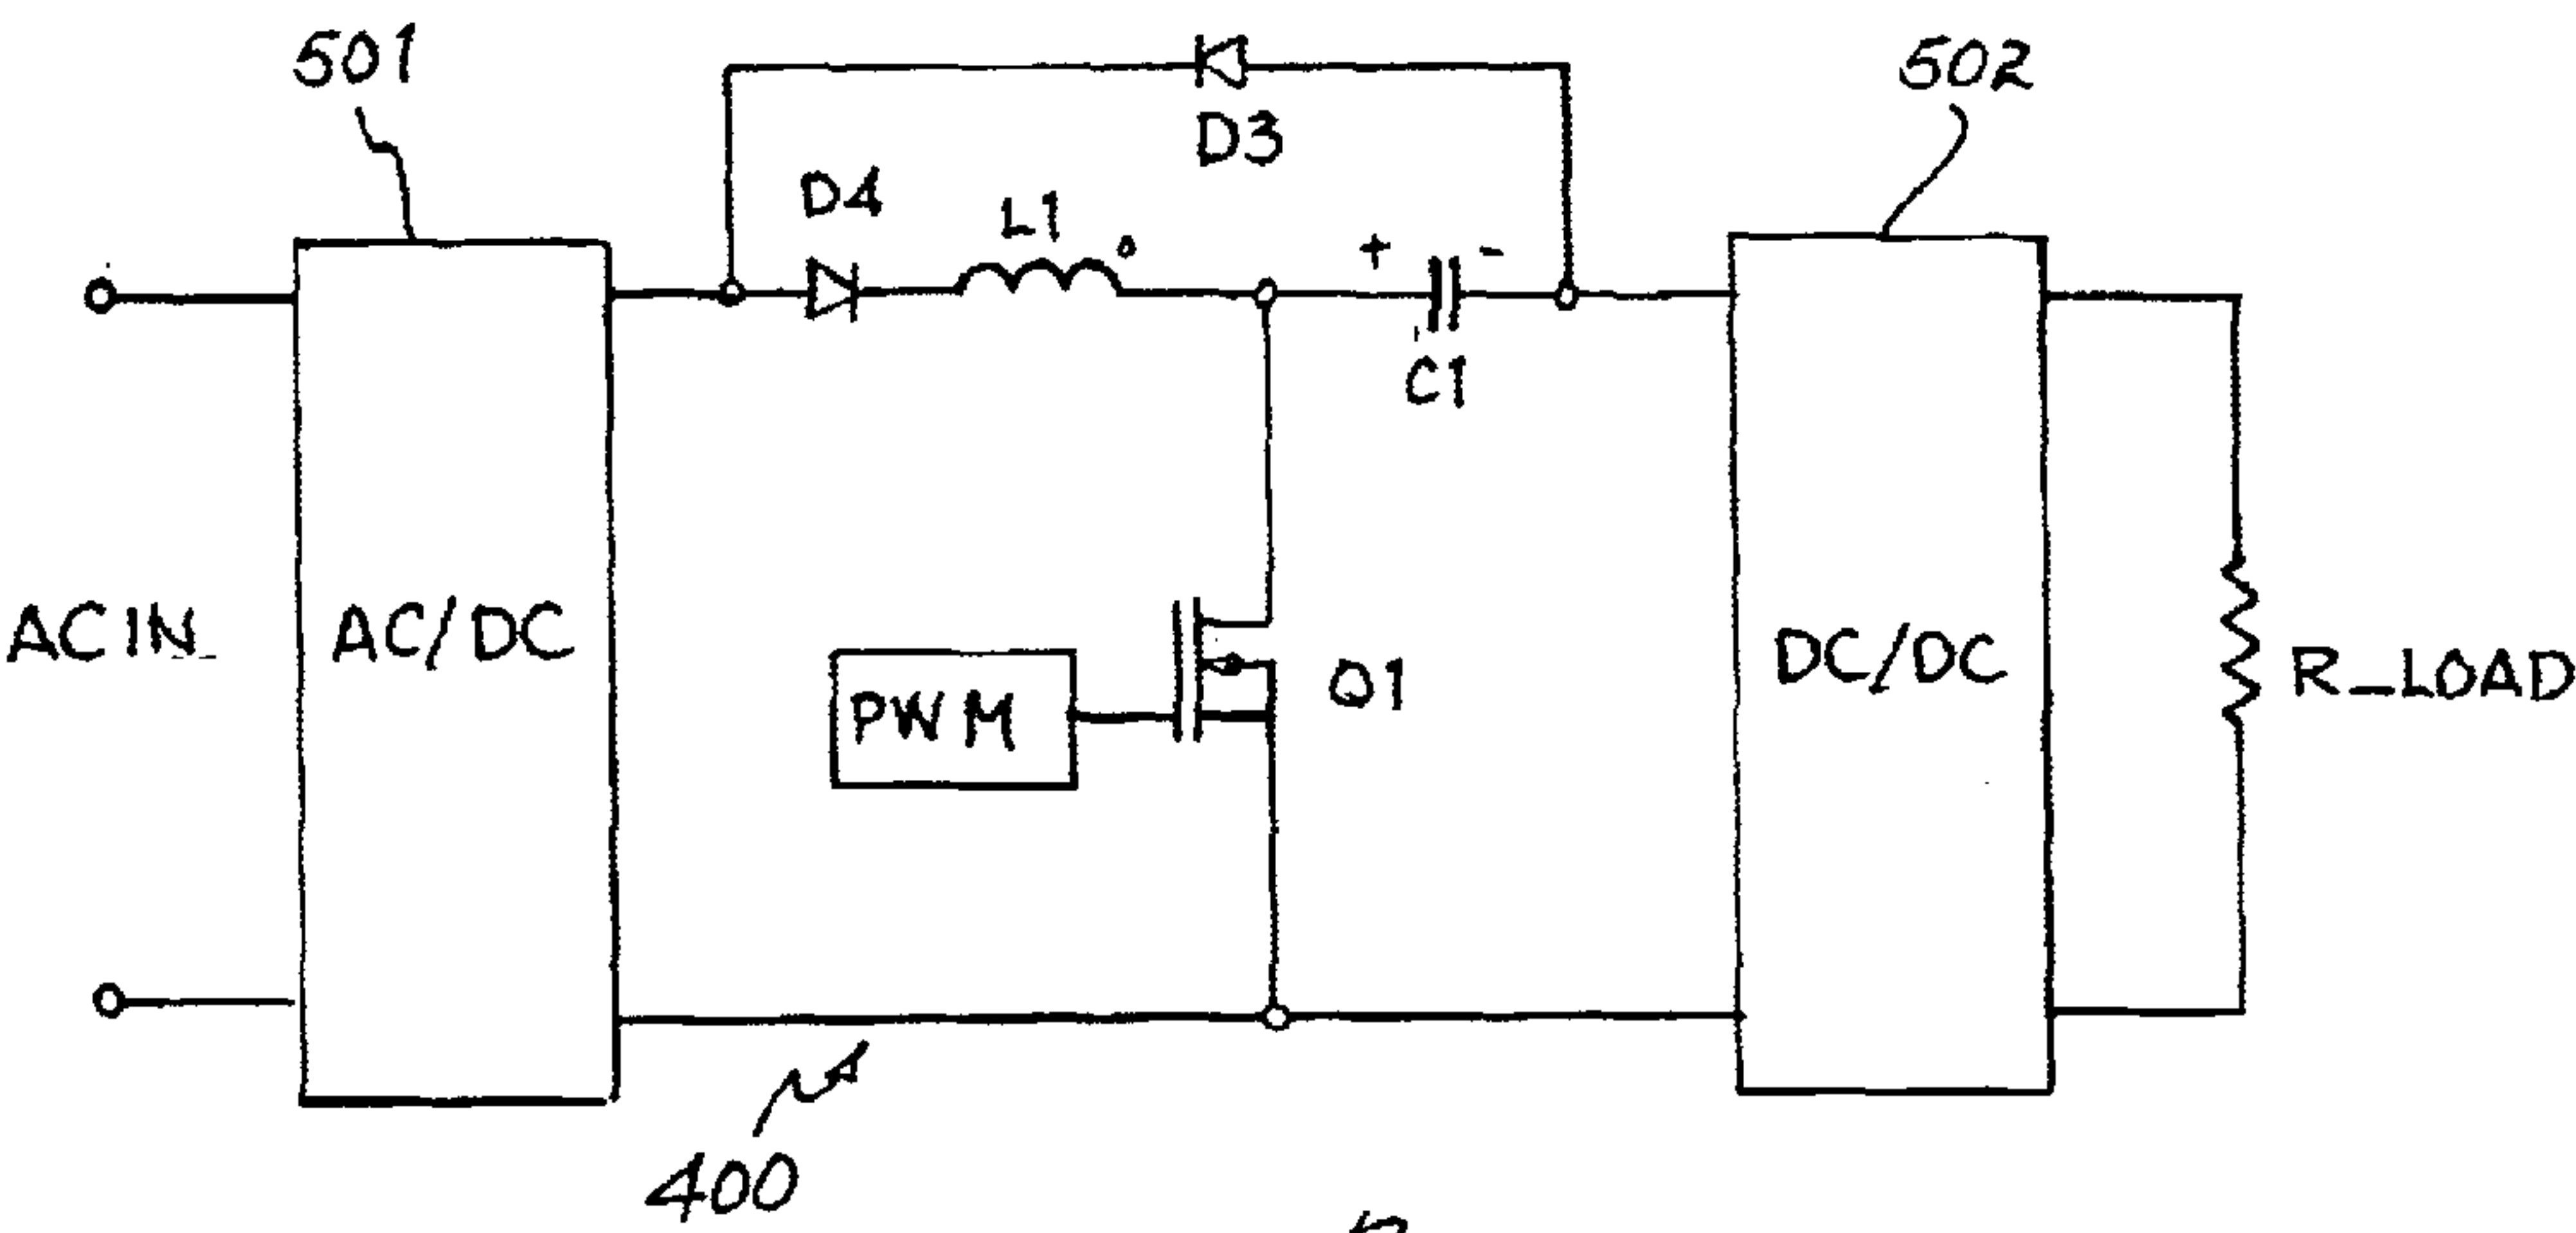 501
502
D3
D4
L1
+ -
C1
AC IN
AC/DC
PWM
Q1
DC/DC
R_LOAD
400